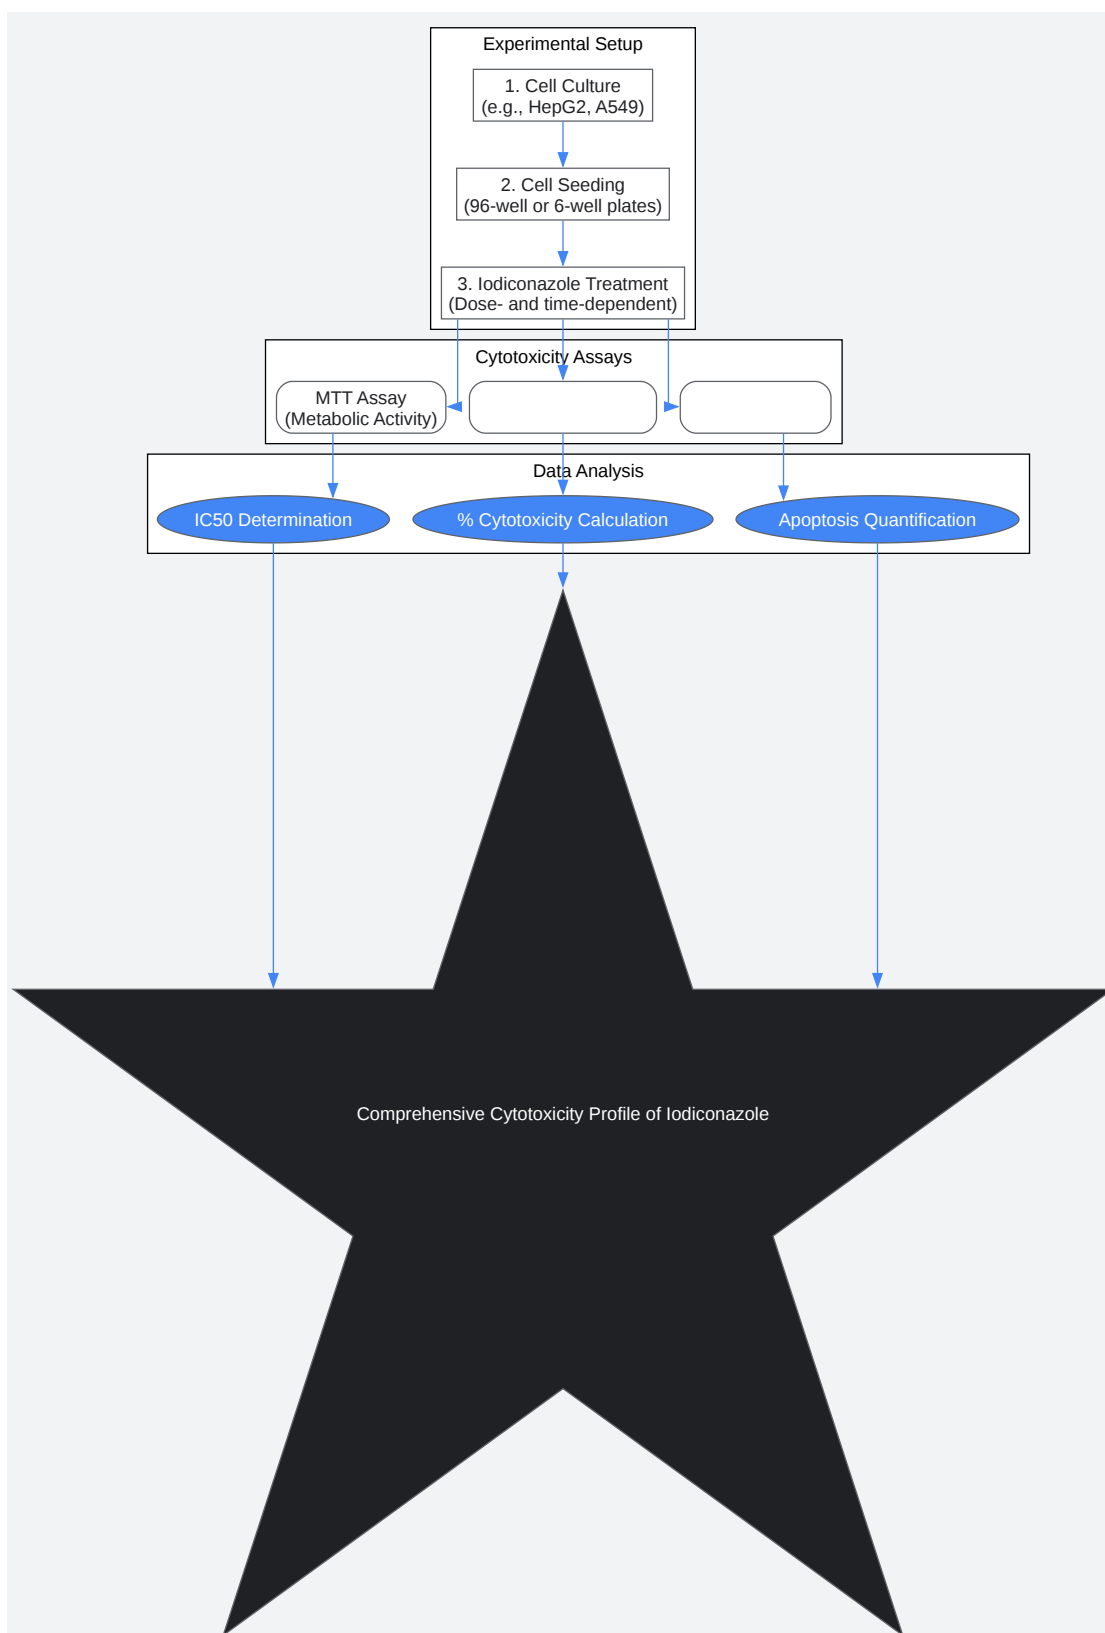 Experimental Setup
1. Cell Culture
(e.g., HepG2, A549)
2. Cell Seeding
(96-well or 6-well plates)
3. Iodiconazole Treatment
(Dose- and time-dependent)
Cytotoxicity Assays
MTT Assay
(Metabolic Activity)
Data Analysis
IC50 Determination
% Cytotoxicity Calculation
Apoptosis Quantification
Comprehensive Cytotoxicity Profile of Iodiconazole